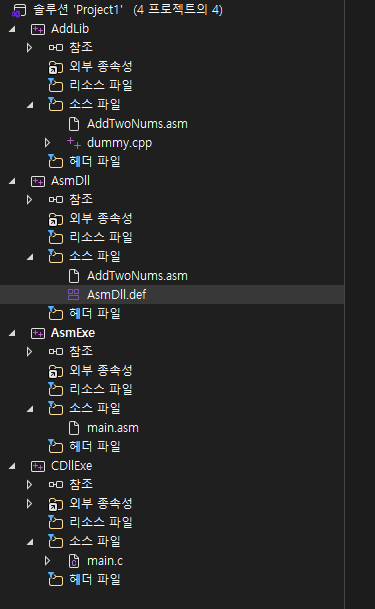 솔루션 'Project1' (4 프로젝트의 4)
AddLib
참조
외부 종속성
리소스 파일
소스 파일
AddTwoNums.asm
dummy.cpp
헤더 파일
AsmDll
참조
외부 종속성
리소스 파일
소스 파일
AddTwoNums.asm
AsmDll.def
헤더 파일
AsmExe
참조
외부 종속성
리소스 파일
소스 파일
main.asm
헤더 파일
CDllExe
참조
외부 종속성
리소스 파일
소스 파일
main.c
헤더 파일